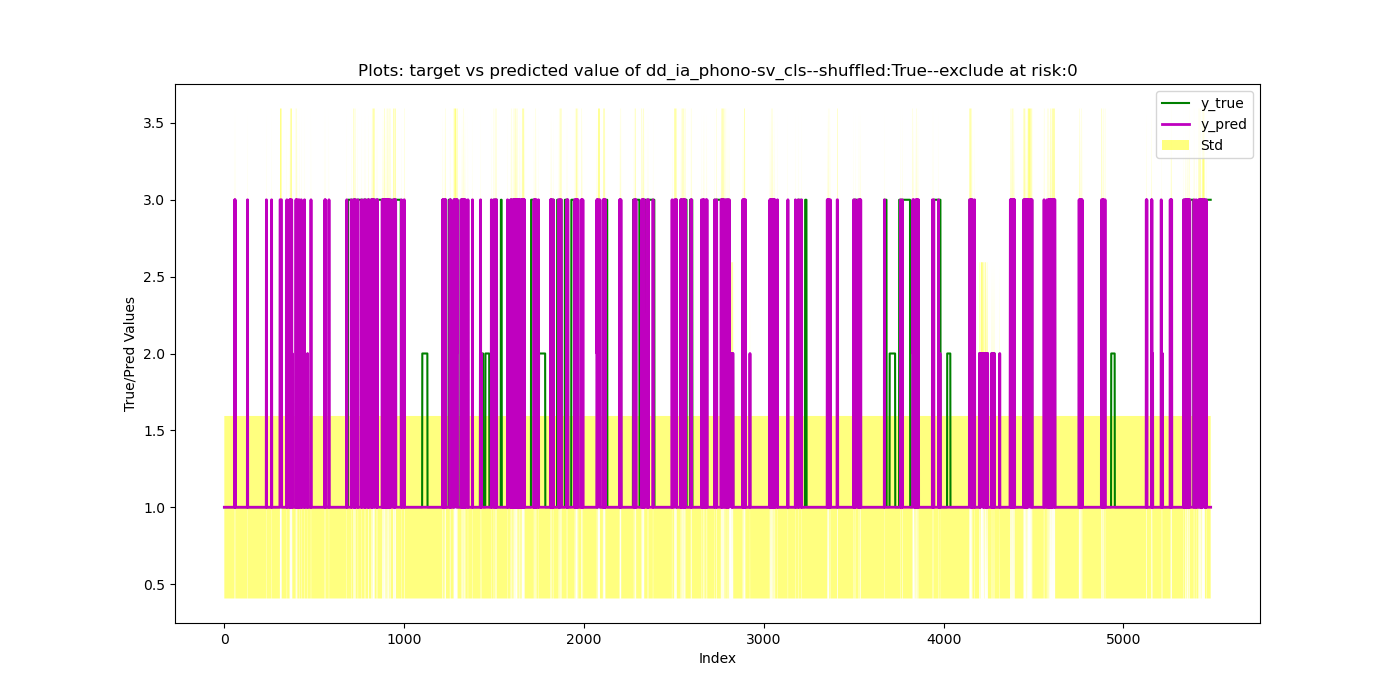 Plots: target vs predicted value of dd_ia_phono-sv_cls--shuffled:True--exclude at risk:0
y_true
y_pred
Std
3.5
3.0
2.5
2.0
1.5
1.0
0.5
True/Pred Values
0 1000 2000 3000 4000 5000
Index